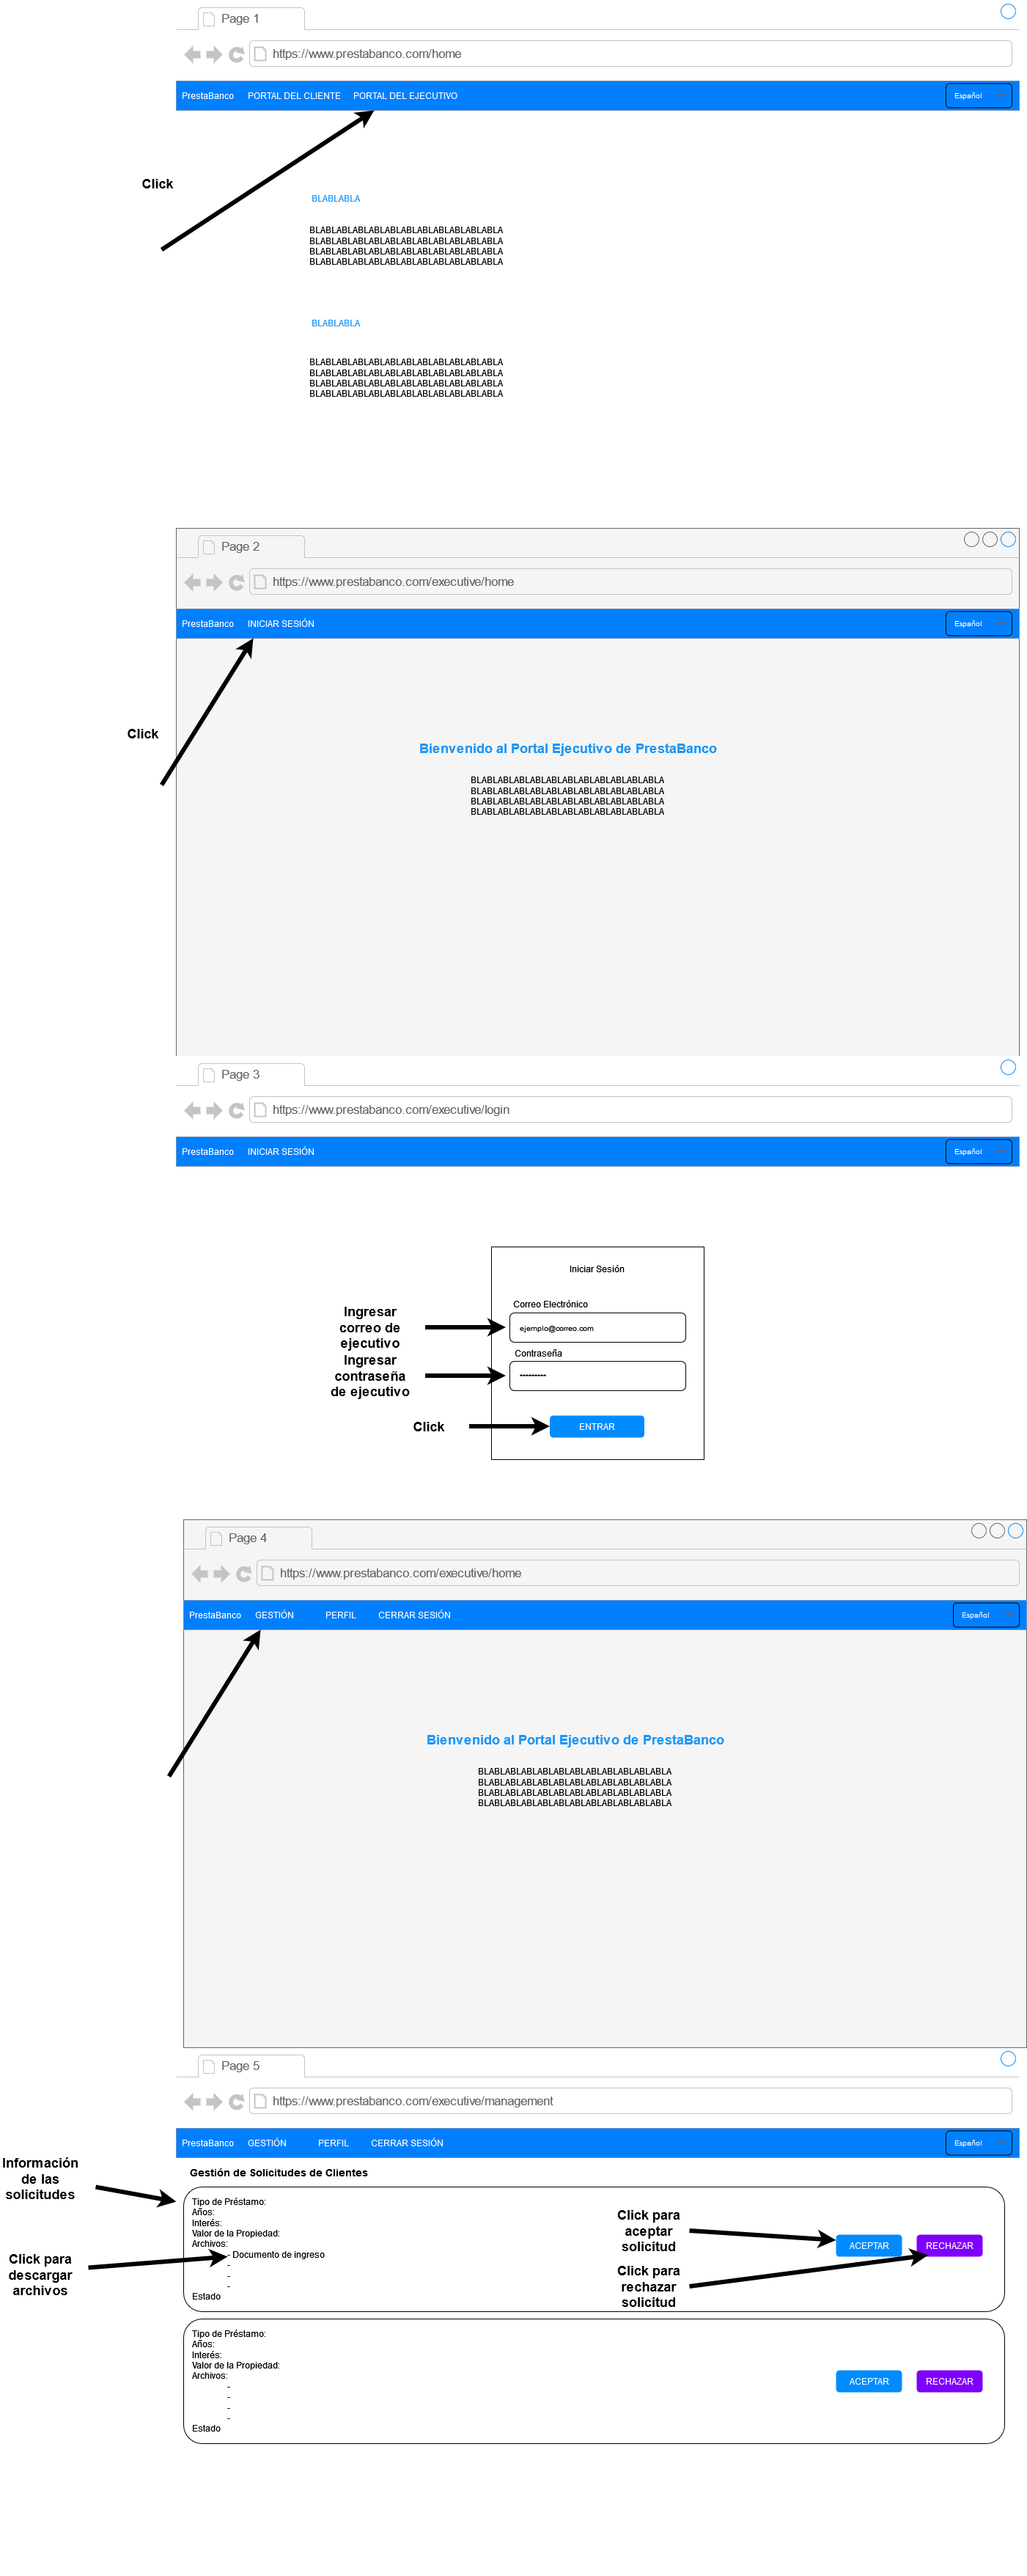 Page 1
https://www.prestabanco.com/home
PrestaBanco PORTAL DEL CLIENTE PORTAL DEL EJECUTIVO Español
Click
BLABLABLA
BLABLABLABLABLABLABLABLABLABLABLABLA
BLABLABLABLABLABLABLABLABLABLABLABLA
BLABLABLABLABLABLABLABLABLABLABLABLA
BLABLABLABLABLABLABLABLABLABLABLABLA
BLABLABLA
BLABLABLABLABLABLABLABLABLABLABLABLA
BLABLABLABLABLABLABLABLABLABLABLABLA
BLABLABLABLABLABLABLABLABLABLABLABLA
BLABLABLABLABLABLABLABLABLABLABLABLA
Page 2
https://www.prestabanco.com/executive/home
PrestaBanco INICIAR SESIÓN Español
Click
Bienvenido al Portal Ejecutivo de PrestaBanco
BLABLABLABLABLABLABLABLABLABLABLABLA
BLABLABLABLABLABLABLABLABLABLABLABLA
BLABLABLABLABLABLABLABLABLABLABLABLA
BLABLABLABLABLABLABLABLABLABLABLABLA
Page 3
https://www.prestabanco.com/executive/login
PrestaBanco INICIAR SESIÓN Español
Iniciar Sesión
Ingresar
correo de
ejecutivo
Correo Electrónico
ejemplo@correo.com
Ingresar
contraseña
de ejecutivo
Contraseña
---------
Click
ENTRAR
Page 4
https://www.prestabanco.com/executive/home
PrestaBanco GESTIÓN PERFIL CERRAR SESIÓN Español
Bienvenido al Portal Ejecutivo de PrestaBanco
BLABLABLABLABLABLABLABLABLABLABLABLA
BLABLABLABLABLABLABLABLABLABLABLABLA
BLABLABLABLABLABLABLABLABLABLABLABLA
BLABLABLABLABLABLABLABLABLABLABLABLA
Page 5
https://www.prestabanco.com/executive/management
PrestaBanco GESTIÓN PERFIL CERRAR SESIÓN Español
Información
de las
solicitudes
Gestión de Solicitudes de Clientes
Tipo de Préstamo:
Años:
Interés:
Valor de la Propiedad:
Archivos:
- Documento de ingreso
-
-
-
Estado
Click para
descargar
archivos
Click para
aceptar
solicitud
Click para
rechazar
solicitud
ACEPTAR RECHAZAR
Tipo de Préstamo:
Años:
Interés:
Valor de la Propiedad:
Archivos:
-
-
-
-
Estado
ACEPTAR RECHAZAR